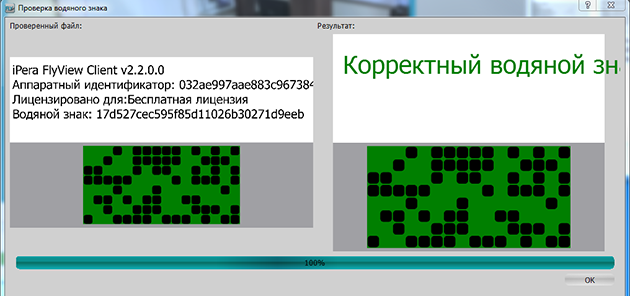 Проверка водяного знака
Проверенный файл:
Результат:
iPera FlyView Client v2.2.0.0
Аппаратный идентификатор: 032ae997aae883c967384
Лицензировано для:Бесплатная лицензия
Водяной знак: 17d527cec595f85d11026b30271d9eeb
Корректный водяной зн
100%
OK